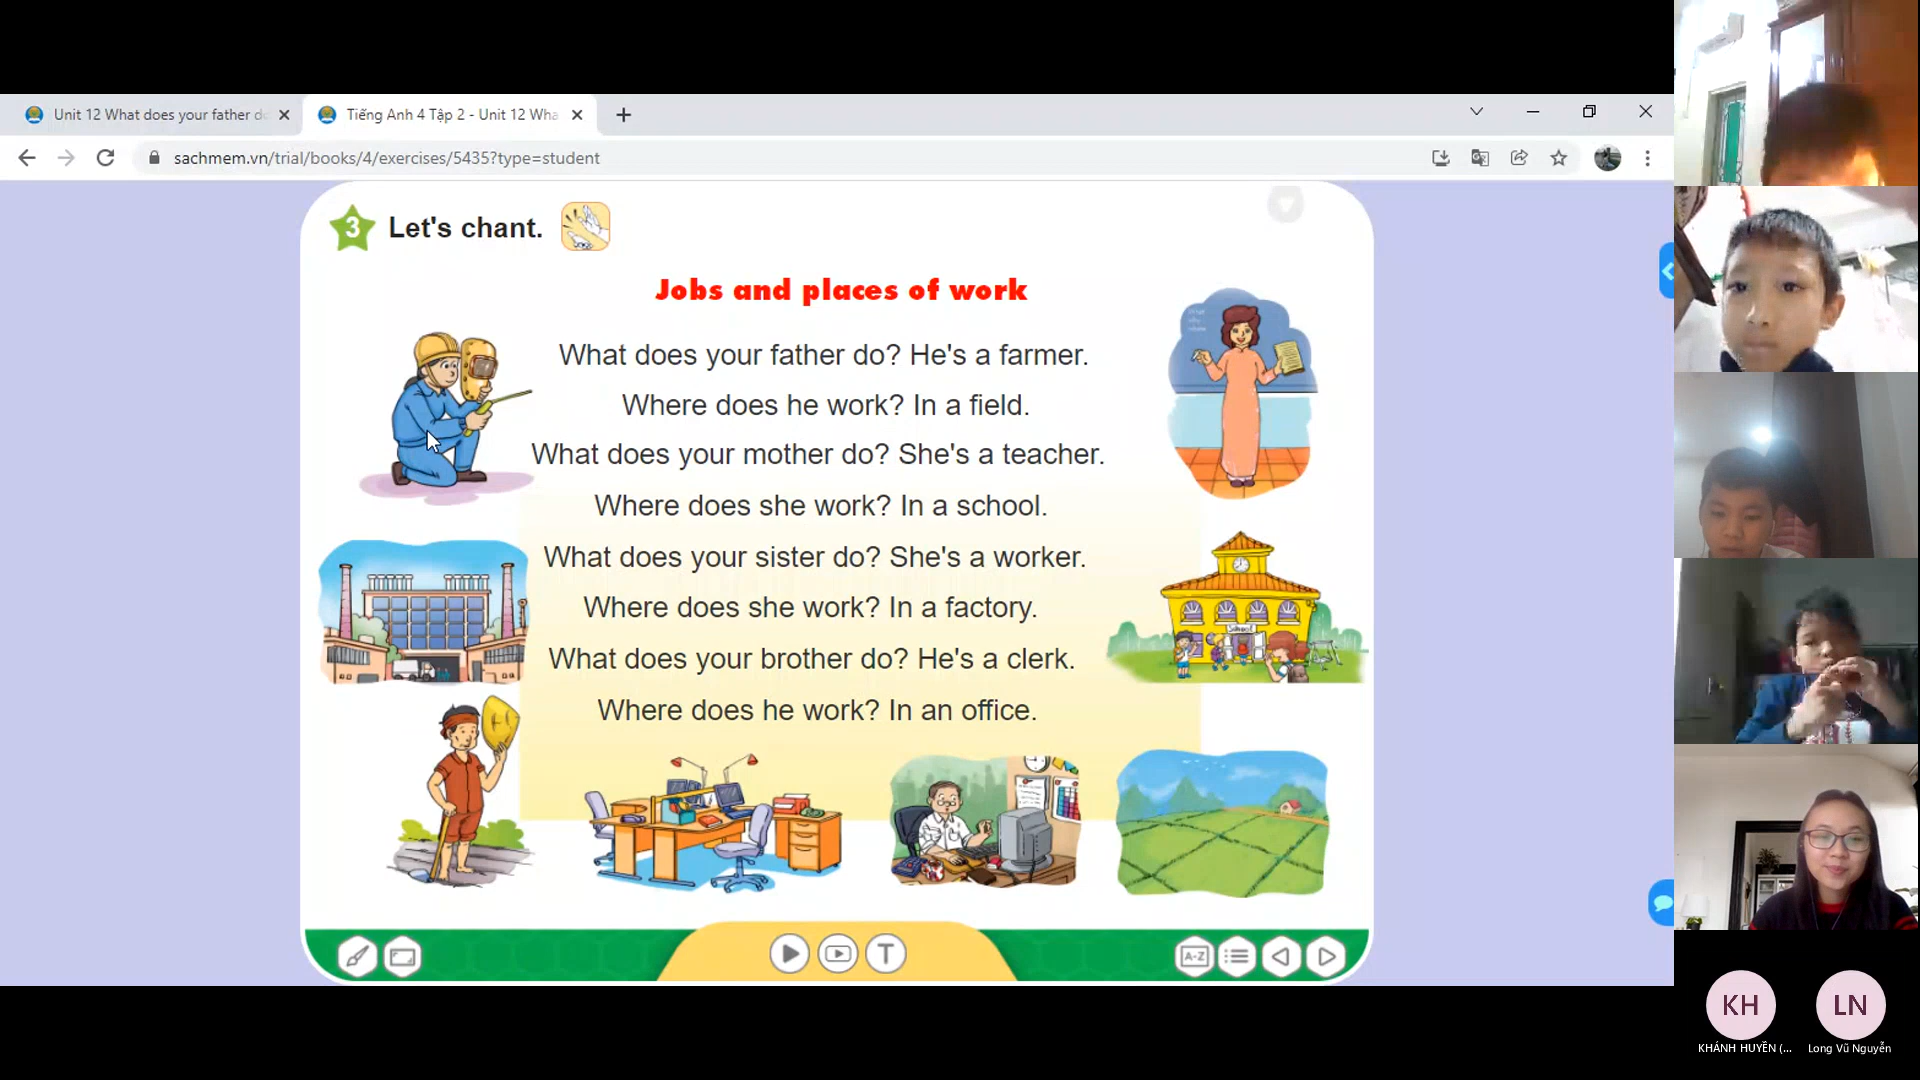 Unit 12 What does your father d
Tiếng Anh 4 Tập 2 - Unit 12 Wha
sachmem.vn/trial/books/4/exercises/5435?type=student
3 Let's chant.
Jobs and places of work
What does your father do? He's a farmer.
Where does he work? In a field.
What does your mother do? She's a teacher.
Where does she work? In a school.
What does your sister do? She's a worker.
Where does she work? In a factory.
What does your brother do? He's a clerk.
Where does he work? In an office.
School
T
A-Z
KH
LN
KHÁNH HUYỀN (...
Long Vũ Nguyễn